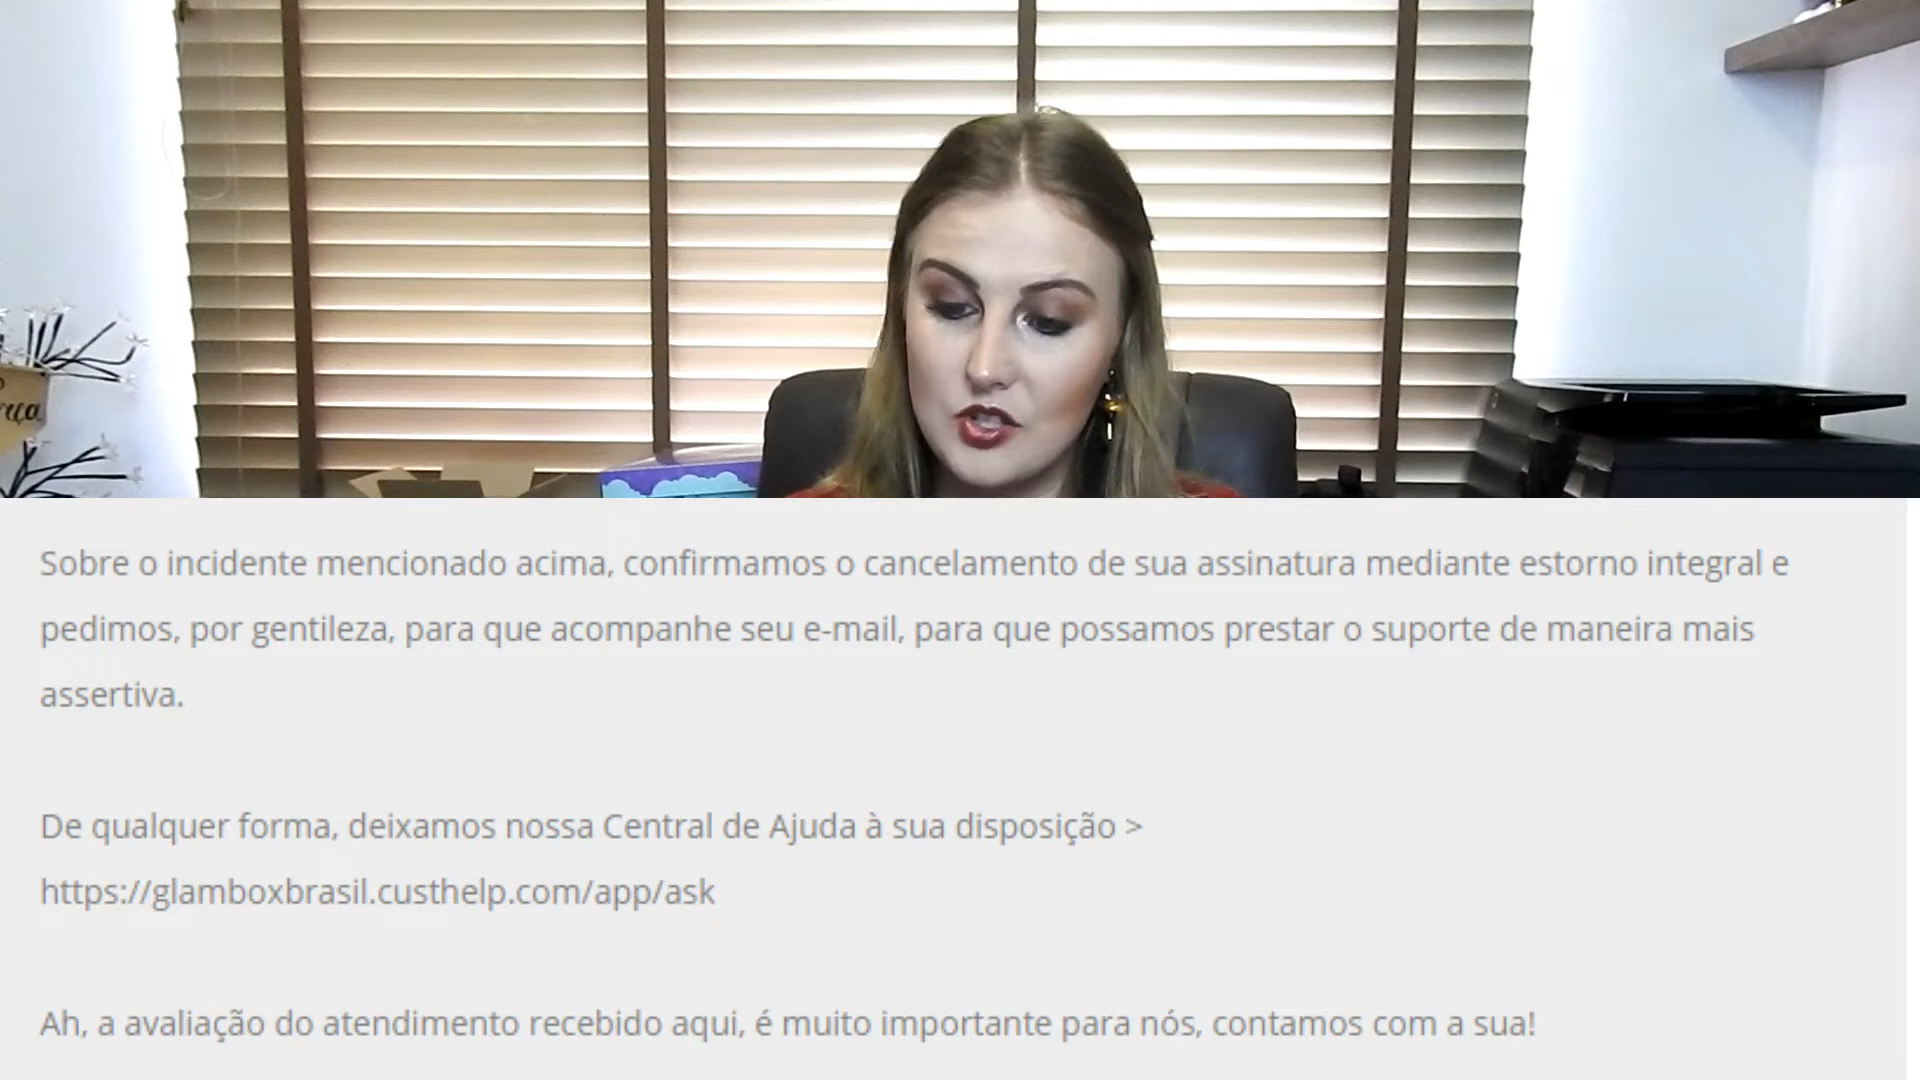 Sobre o incidente mencionado acima, confirmamos o cancelamento de sua assinatura mediante estorno integral e
pedimos, por gentileza, para que acompanhe seu e-mail, para que possamos prestar o suporte de maneira mais
assertiva.
De qualquer forma, deixamos nossa Central de Ajuda à sua disposição >
https://glamboxbrasil.custhelp.com/app/ask
Ah, a avaliação do atendimento recebido aqui, é muito importante para nós, contamos com a sua!